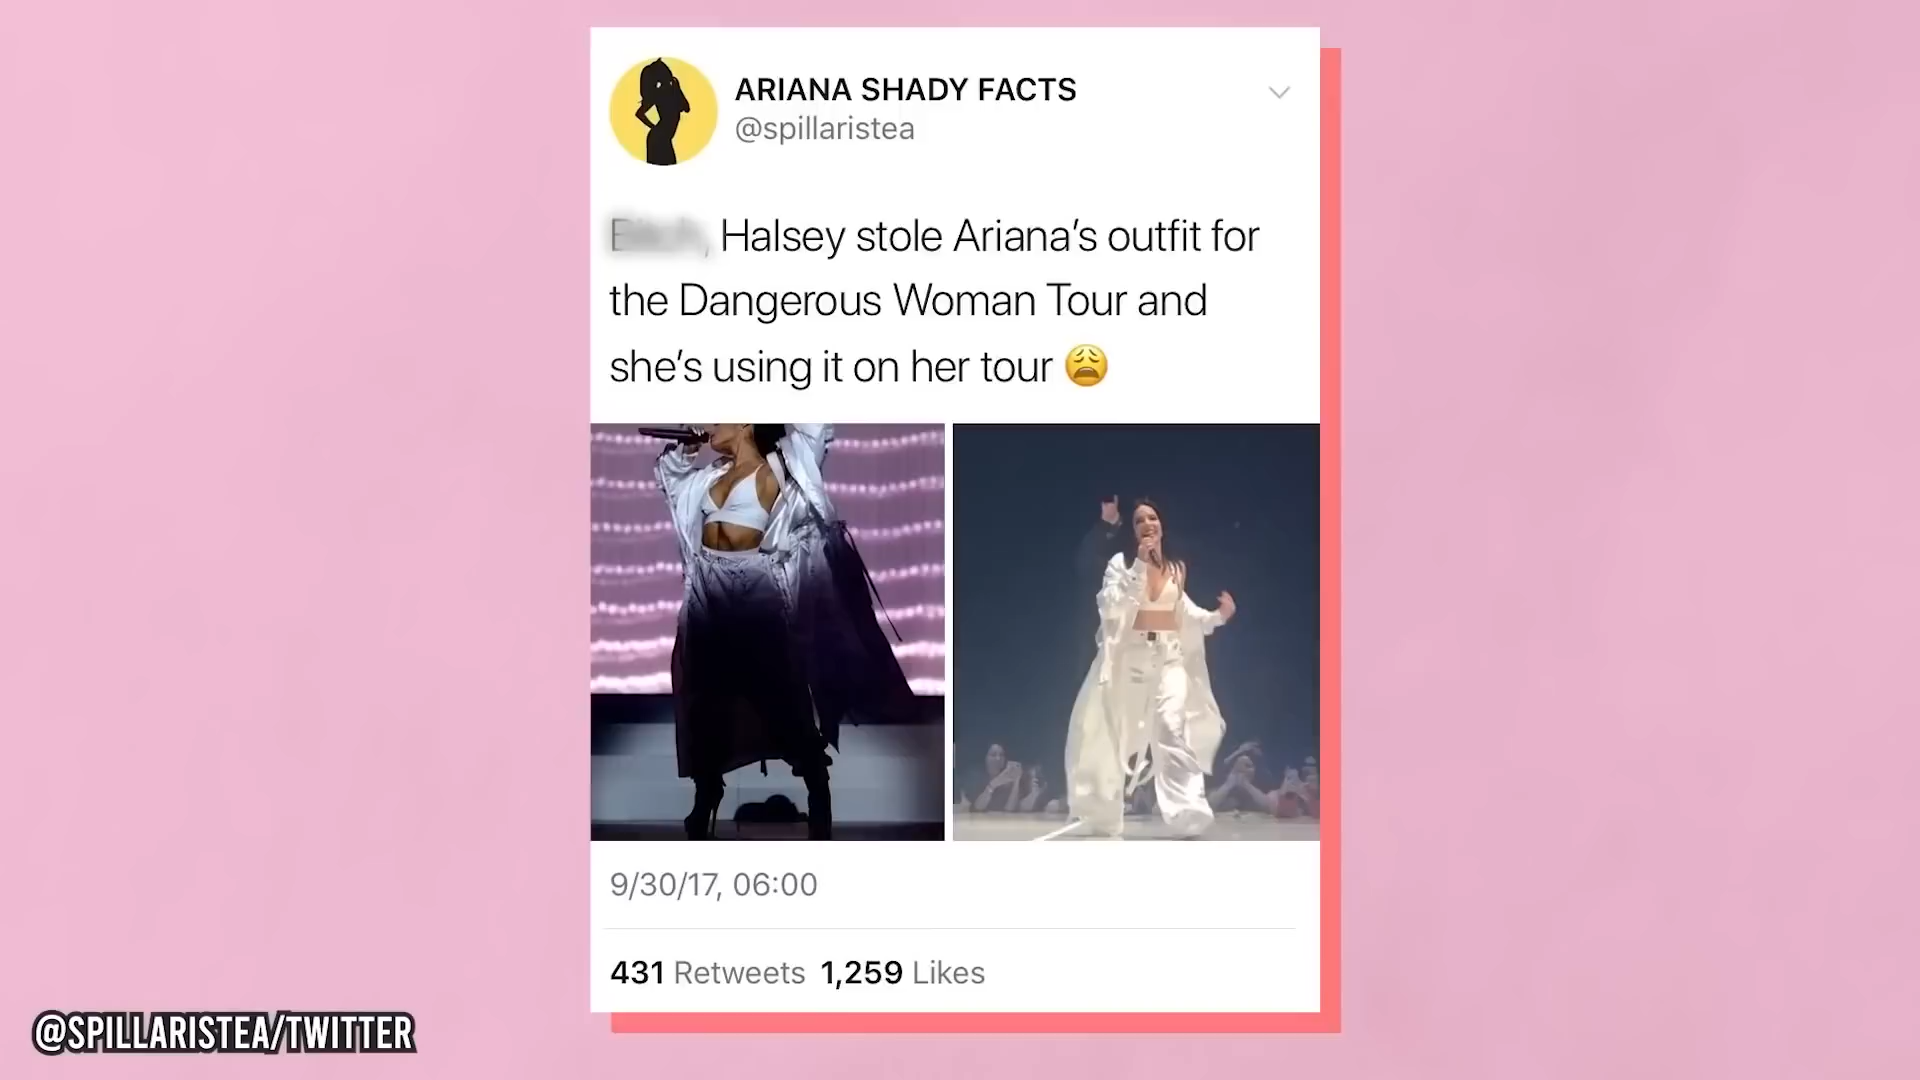 ARIANA SHADY FACTS
@spillaristea
Halsey stole Ariana's outfit for
the Dangerous Woman Tour and
she's using it on her tour 😩
9/30/17, 06:00
431 Retweets 1,259 Likes
@SPILLARISTEA/TWITTER